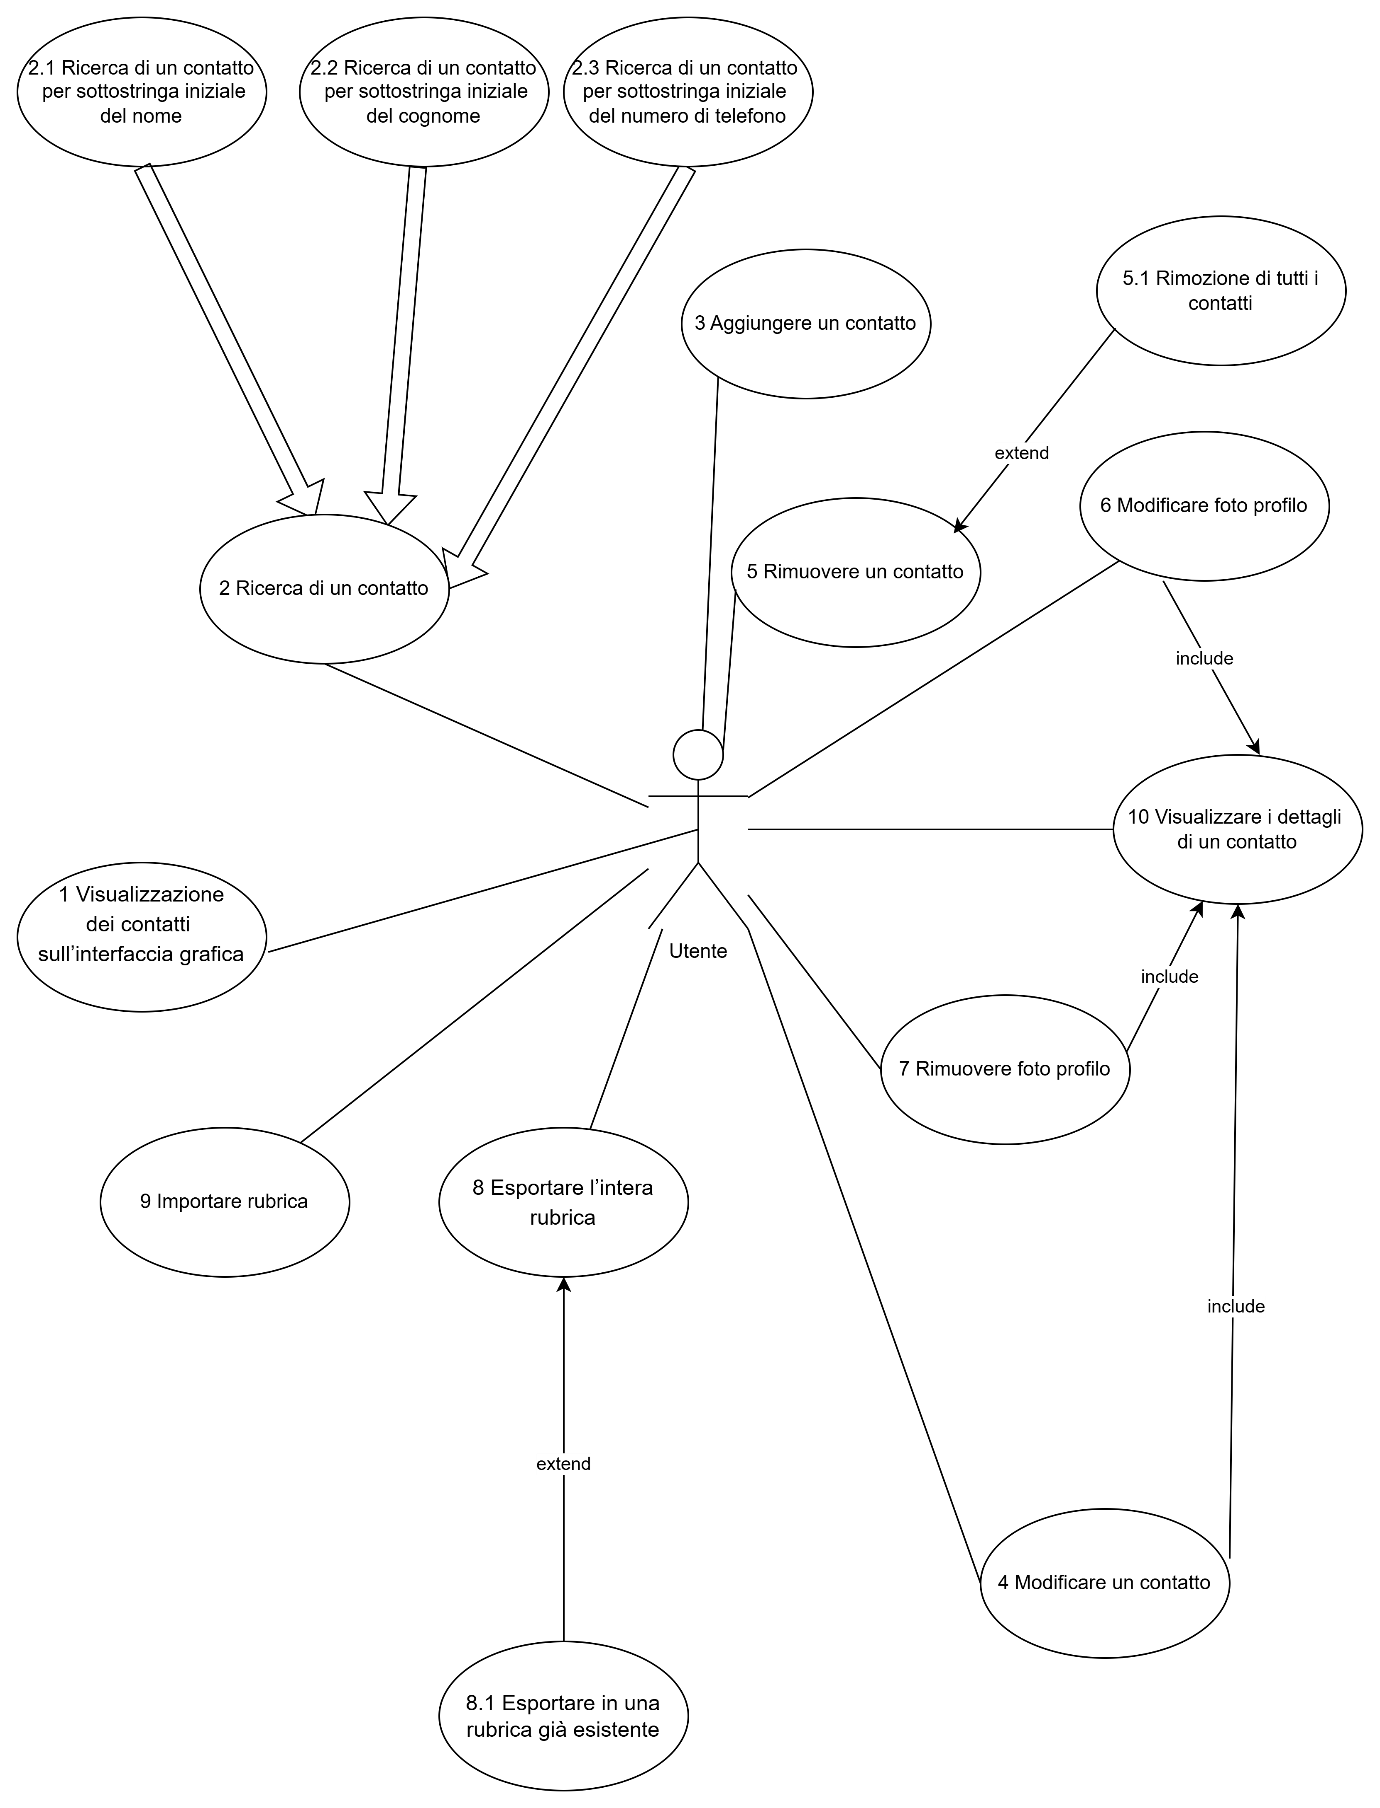 2.1 Ricerca di un contatto
per sottostringa iniziale
del nome
2.2 Ricerca di un contatto
per sottostringa iniziale
del cognome
2.3 Ricerca di un contatto
per sottostringa iniziale
del numero di telefono
3 Aggiungere un contatto
5.1 Rimozione di tutti i
contatti
extend
6 Modificare foto profilo
5 Rimuovere un contatto
2 Ricerca di un contatto
include
10 Visualizzare i dettagli
di un contatto
1 Visualizzazione
dei contatti
sull’interfaccia grafica
Utente
include
7 Rimuovere foto profilo
9 Importare rubrica
8 Esportare l’intera
rubrica
include
extend
4 Modificare un contatto
8.1 Esportare in una
rubrica già esistente